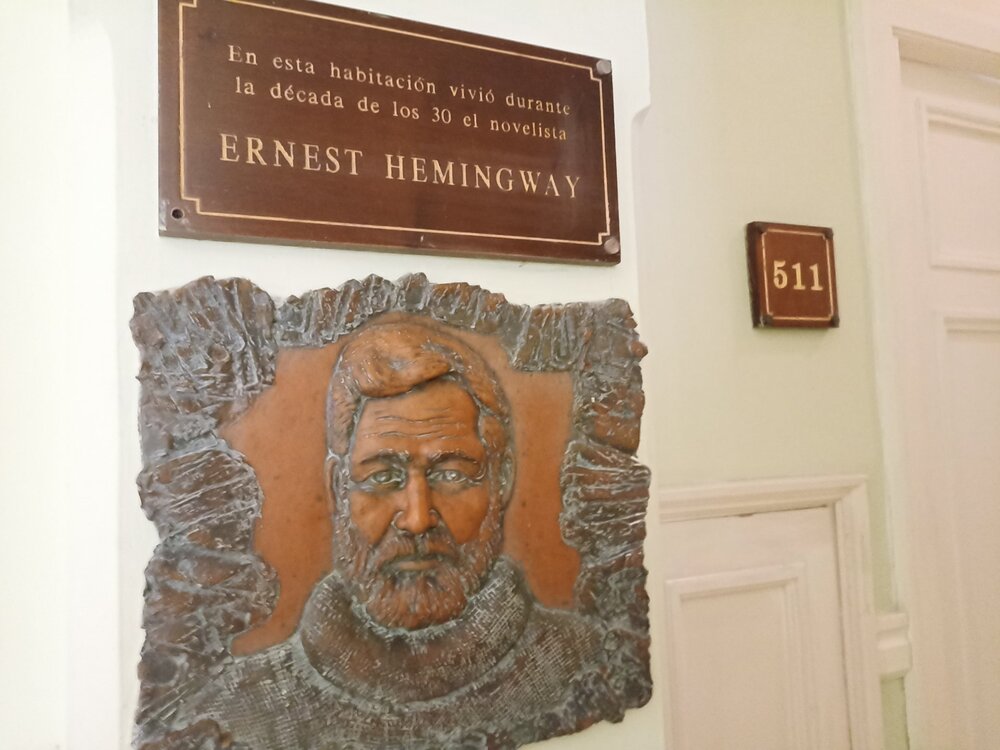 En esta habitación vivió durante
la década de los 30 el novelista
ERNEST HEMINGWAY
511